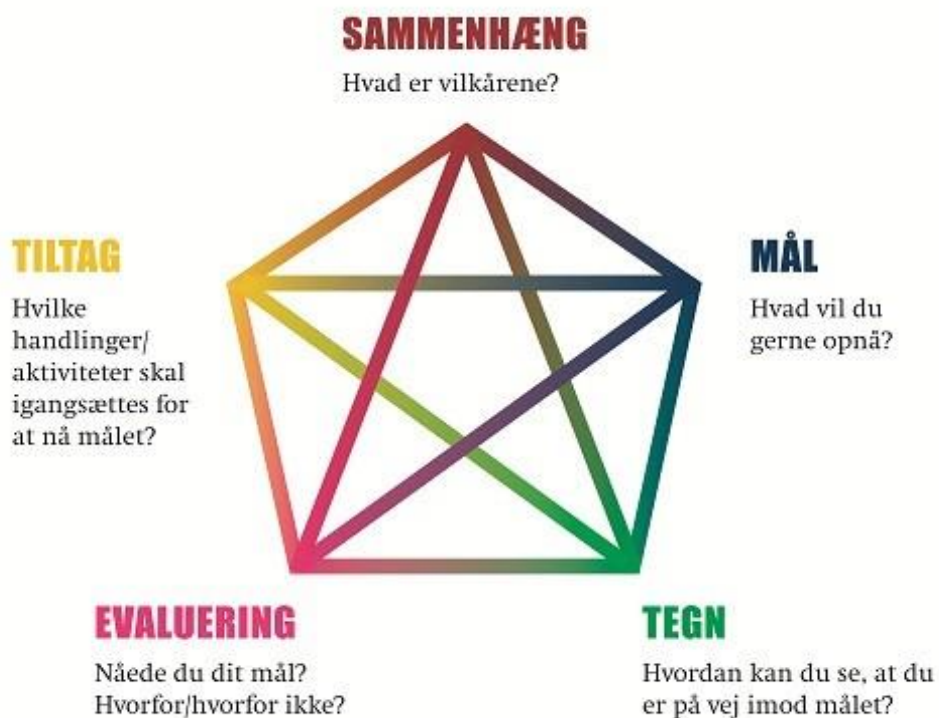 SAMMENHÆNG
Hvad er vilkårene?
TILTAG
Hvilke
handlinger/
aktiviteter skal
igangsættes for
at nå målet?
MÅL
Hvad vil du
gerne opnå?
EVALUERING
Nåede du dit mål?
Hvorfor/hvorfor ikke?
TEGN
Hvordan kan du se, at du
er på vej imod målet?